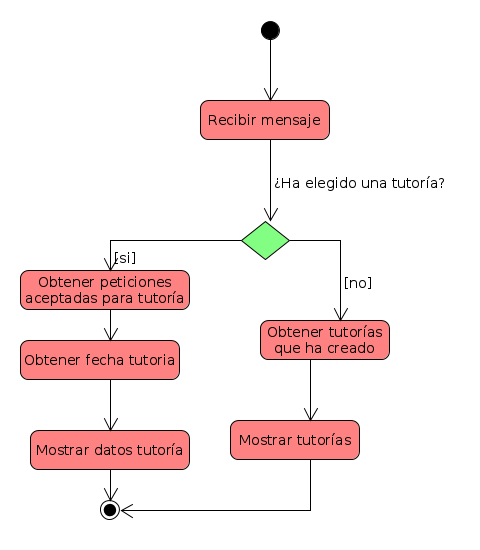 Recibir mensaje
¿Ha elegido una tutoría?
[si]
[no]
Obtener peticiones
aceptadas para tutoría
Obtener tutorías
que ha creado
Obtener fecha tutoria
Mostrar datos tutoría
Mostrar tutorías